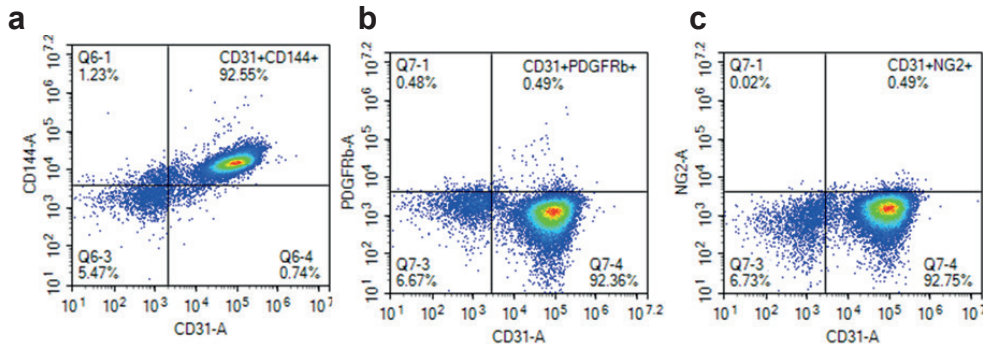 a
Q6-1
1.23%
CD31+CD144+
92.55%
Q6-3
5.47%
Q6-4
0.74%
CD144-A
10^7.2
10^6
10^5
10^4
10^3
10^2
10^1
10^1 10^2 10^3 10^4 10^5 10^6 10^7.2
CD31-A
b
Q7-1
0.48%
CD31+PDGFRb+
0.49%
Q7-3
6.67%
Q7-4
92.36%
PDGFRb-A
10^7.2
10^6
10^5
10^4
10^3
10^2
10^1
10^1 10^2 10^3 10^4 10^5 10^6 10^7.2
CD31-A
c
Q7-1
0.02%
CD31+NG2+
0.49%
Q7-3
6.73%
Q7-4
92.75%
NG2-A
10^7.2
10^6
10^5
10^4
10^3
10^2
10^1
10^1 10^2 10^3 10^4 10^5 10^6 10^7.2
CD31-A